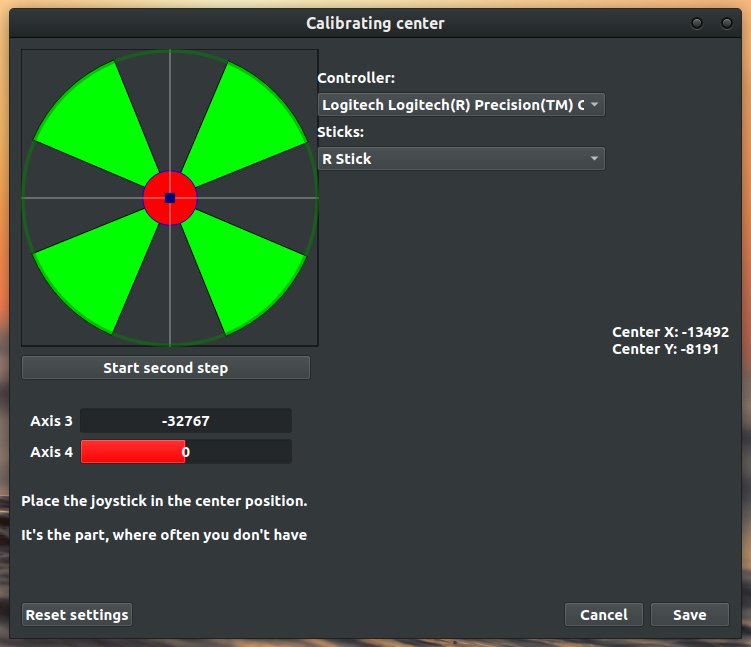 Calibrating center
Controller:
Logitech Logitech(R) Precision(TM) C
Sticks:
R Stick
Center X: -13492
Center Y: -8191
Start second step
Axis 3 -32767
Axis 4 0
Place the joystick in the center position.
It's the part, where often you don't have
Reset settings Cancel Save